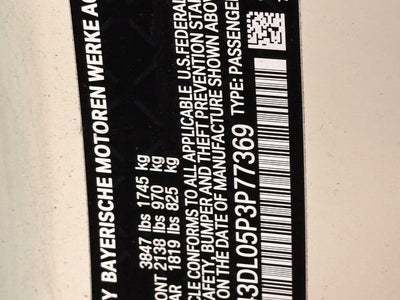 Y BAYERISCHE MOTOREN WERKE AG
3847 lbs 1745 kg
ONT 2138 lbs 970 kg
AR 1819 lbs 825 kg
CLE CONFORMS TO ALL APPLICABLE U.S. FEDERAL
SAFETY, BUMPER AND THEFT PREVENTION STAN
ON THE DATE OF MANUFACTURE SHOWN ABOVE
3DL05P3P77369 TYPE: PASSENGER